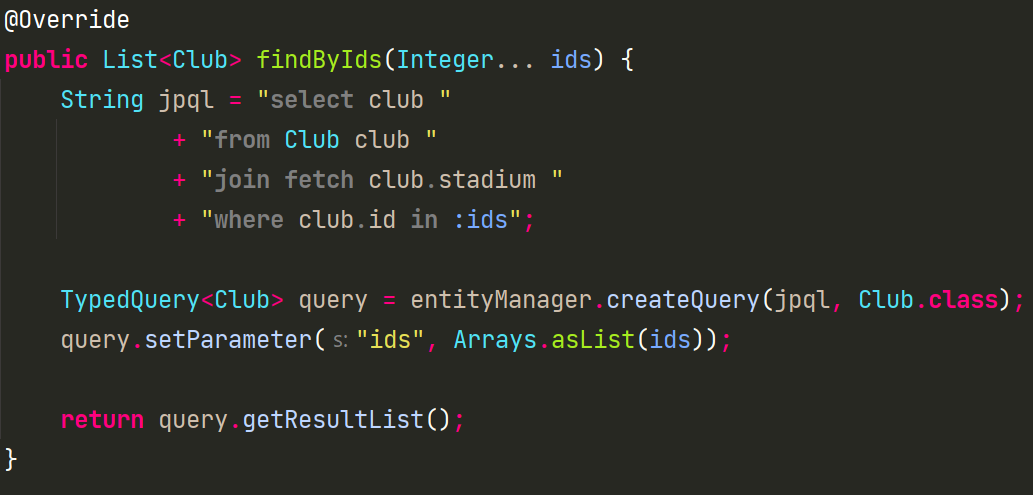 @Override
public List<Club> findByIds(Integer... ids) {
    String jpql = "select club "
            + "from Club club "
            + "join fetch club.stadium "
            + "where club.id in :ids";

    TypedQuery<Club> query = entityManager.createQuery(jpql, Club.class);
    query.setParameter( s: "ids", Arrays.asList(ids));

    return query.getResultList();
}